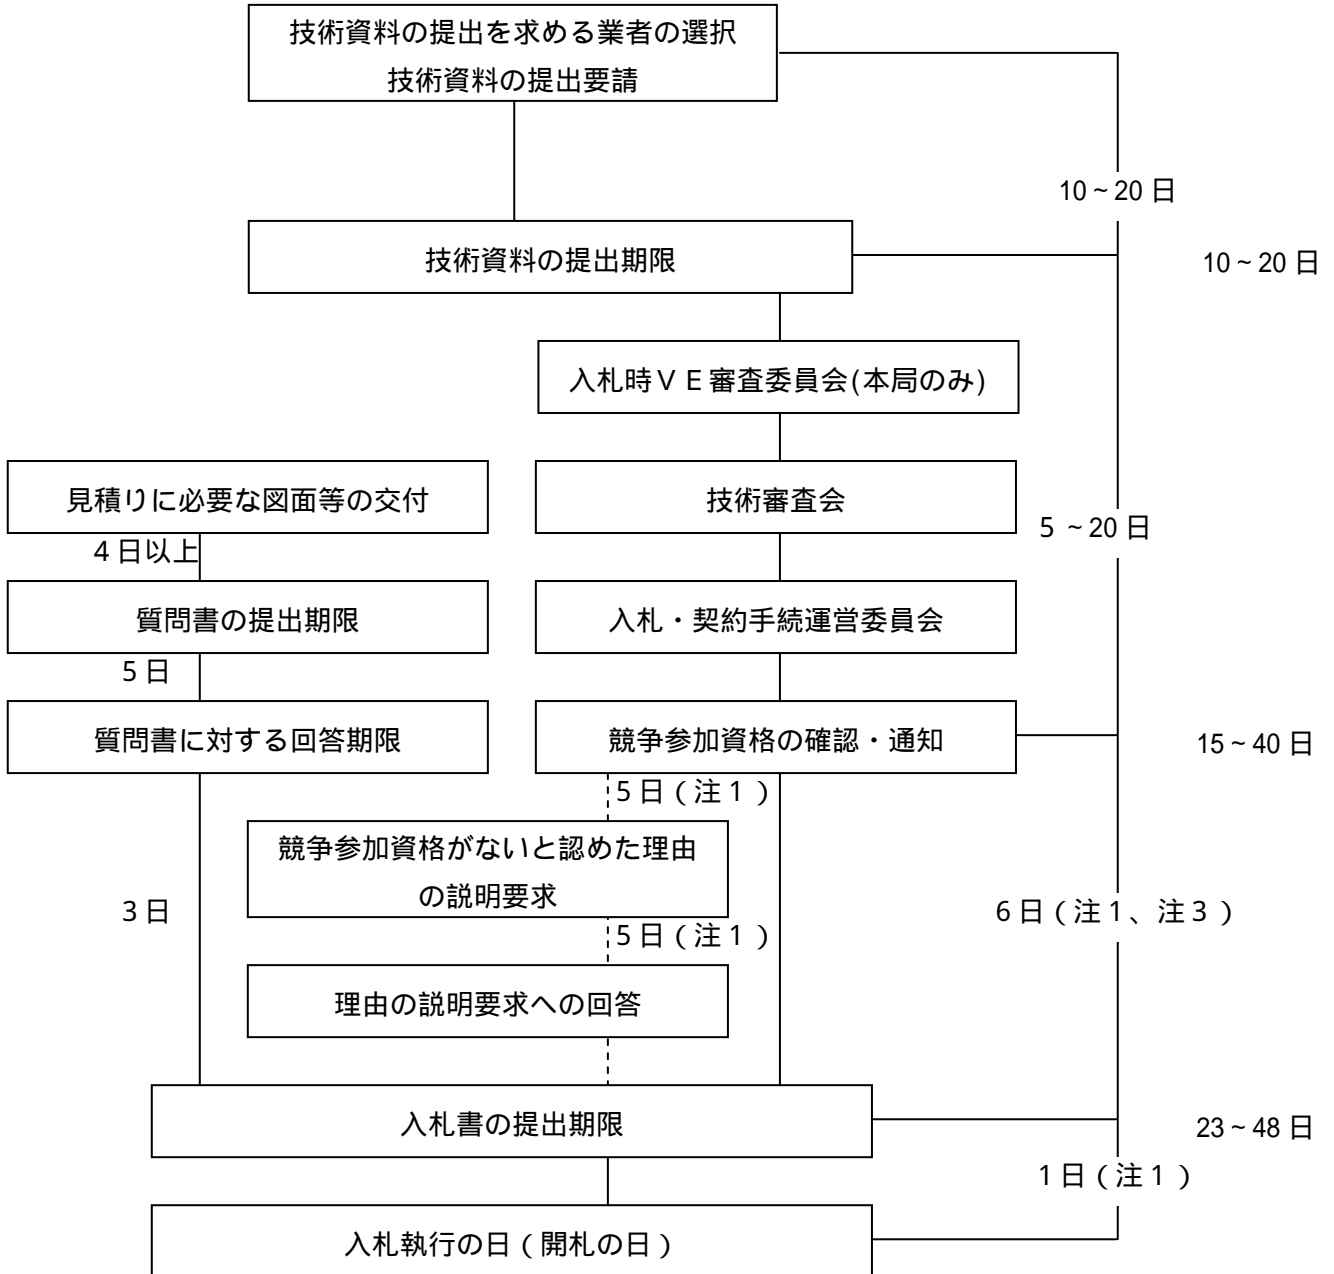 技術資料の提出を求める業者の選択
技術資料の提出要請
10~20日
技術資料の提出期限
10~20日
入札時VE審査委員会(本局のみ)
見積りに必要な図面等の交付
技術審査会
5~20日
4日以上
質問書の提出期限
入札・契約手続運営委員会
5日
質問書に対する回答期限
競争参加資格の確認・通知
15~40日
5日(注1)
競争参加資格がないと認めた理由
の説明要求
3日
6日(注1、注3)
5日(注1)
理由の説明要求への回答
入札書の提出期限
23~48日
1日(注1)
入札執行の日(開札の日)